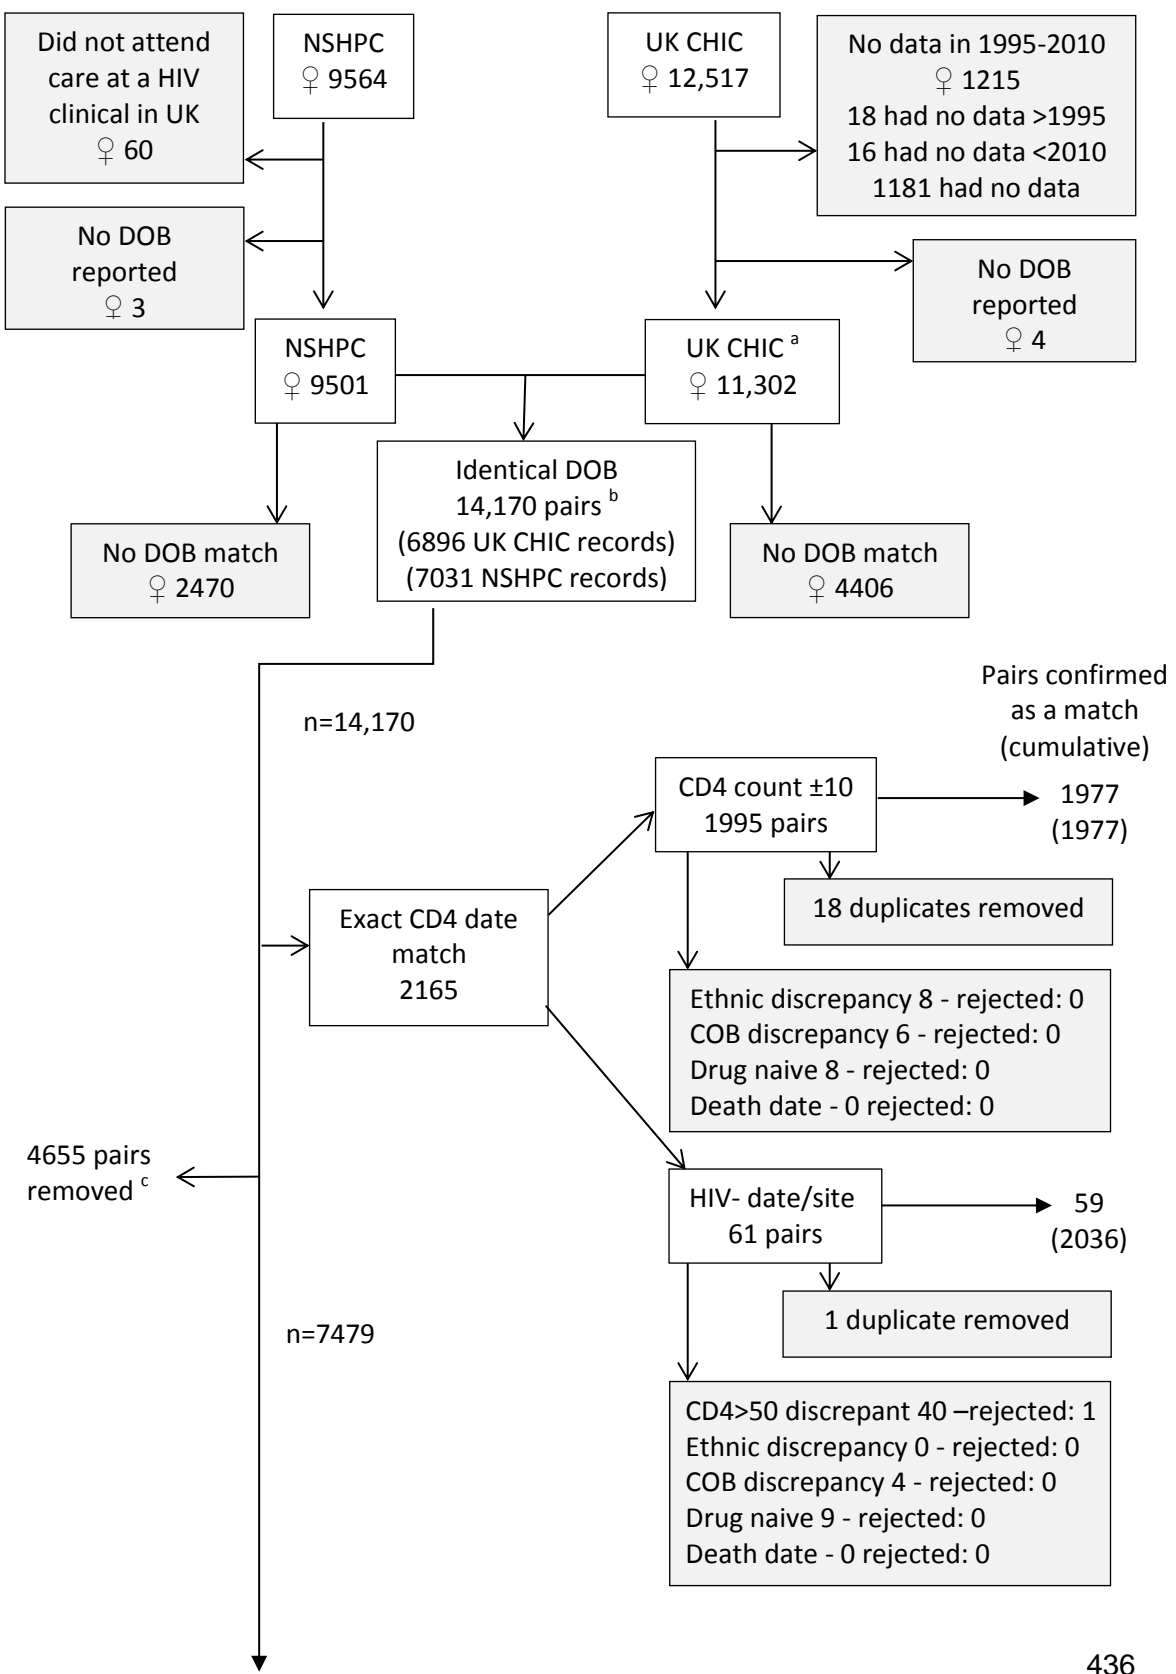 Did not attend
care at a HIV
clinical in UK
♀ 60
NSHPC
♀ 9564
UK CHIC
♀ 12,517
No data in 1995-2010
♀ 1215
18 had no data >1995
16 had no data <2010
1181 had no data
No DOB
reported
♀ 3
No DOB
reported
♀ 4
NSHPC
♀ 9501
UK CHIC a
♀ 11,302
Identical DOB
14,170 pairs b
(6896 UK CHIC records)
(7031 NSHPC records)
No DOB match
♀ 2470
No DOB match
♀ 4406
n=14,170
Pairs confirmed
as a match
(cumulative)
CD4 count ±10
1995 pairs
1977
(1977)
18 duplicates removed
Exact CD4 date
match
2165
Ethnic discrepancy 8 - rejected: 0
COB discrepancy 6 - rejected: 0
Drug naive 8 - rejected: 0
Death date - 0 rejected: 0
4655 pairs
removed c
HIV- date/site
61 pairs
59
(2036)
1 duplicate removed
n=7479
CD4>50 discrepant 40 –rejected: 1
Ethnic discrepancy 0 - rejected: 0
COB discrepancy 4 - rejected: 0
Drug naive 9 - rejected: 0
Death date - 0 rejected: 0
436